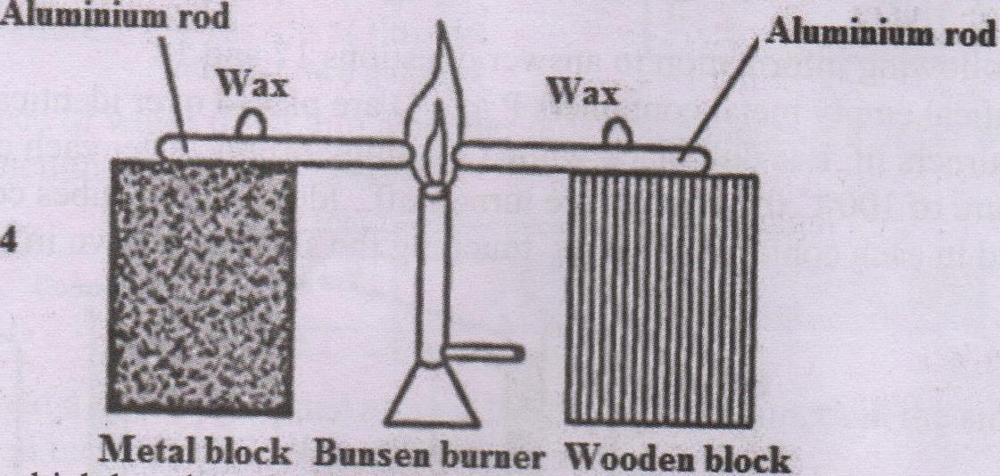 Aluminium rod
Aluminium rod
Wax
Wax
4
Metal block
Bunsen burner
Wooden block